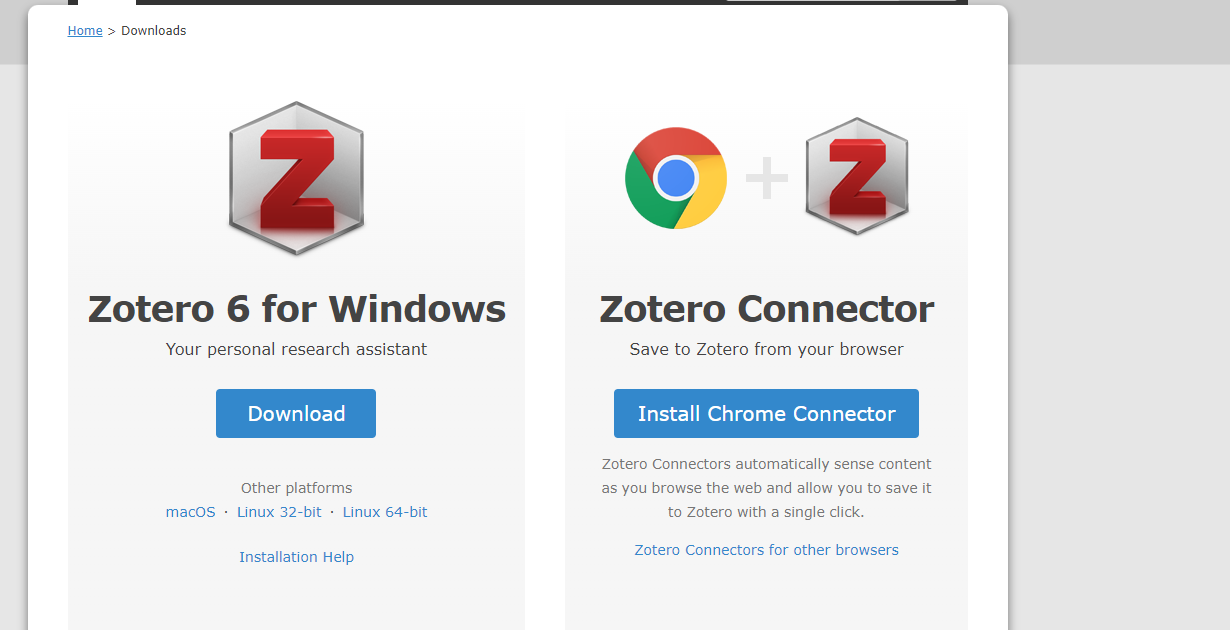 Home > Downloads
Z
Zotero 6 for Windows
Your personal research assistant
Download
Other platforms
macOS · Linux 32-bit · Linux 64-bit
Installation Help
Z
Zotero Connector
Save to Zotero from your browser
Install Chrome Connector
Zotero Connectors automatically sense content
as you browse the web and allow you to save it
to Zotero with a single click.
Zotero Connectors for other browsers